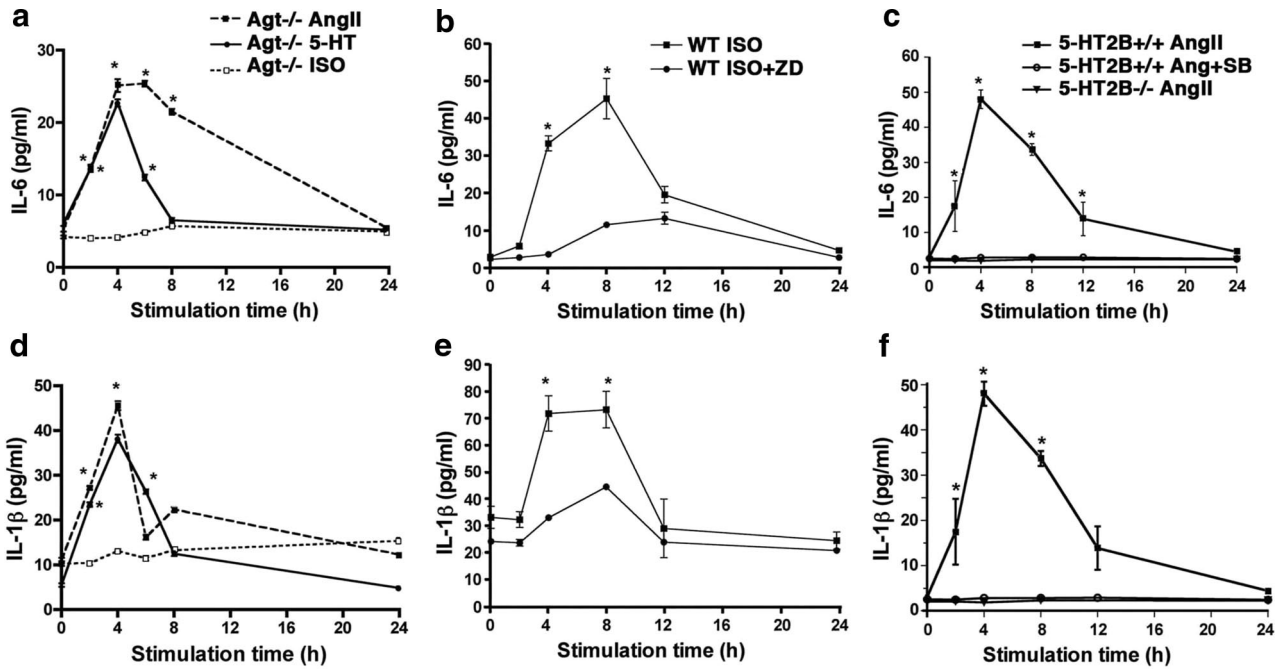 a
Agt-/- AngII
Agt-/- 5-HT
Agt-/- ISO
IL-6 (pg/ml)
30
20
10
0
0 4 8 12 16 20 24
Stimulation time (h)
* * * * * *
b
WT ISO
WT ISO+ZD
IL-6 (pg/ml)
60
50
40
30
20
10
0
0 4 8 12 16 20 24
Stimulation time (h)
* *
c
5-HT2B+/+ AngII
5-HT2B+/+ Ang+SB
5-HT2B-/- AngII
IL-6 (pg/ml)
60
50
40
30
20
10
0
0 4 8 12 16 20 24
Stimulation time (h)
* * * *
d
IL-1β (pg/ml)
50
40
30
20
10
0
0 4 8 12 16 20 24
Stimulation time (h)
* * * *
e
IL-1β (pg/ml)
90
80
70
60
50
40
30
20
10
0
0 4 8 12 16 20 24
Stimulation time (h)
* *
f
IL-1β (pg/ml)
50
40
30
20
10
0
0 4 8 12 16 20 24
Stimulation time (h)
* * *